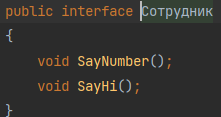 public interface Сотрудник
{
    void SayNumber();
    void SayHi();
}